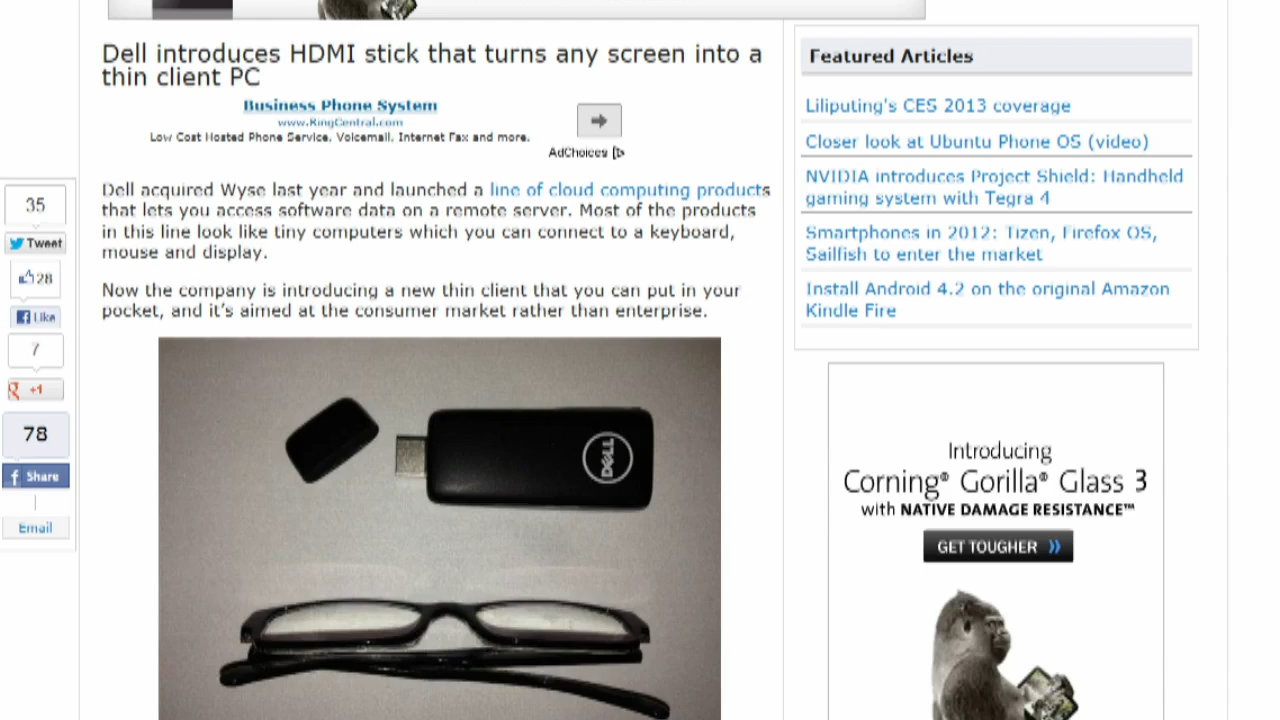 Dell introduces HDMI stick that turns any screen into a
thin client PC
Business Phone System
www.RingCentral.com
Low Cost Hosted Phone Service. Voicemail, Internet Fax and more.
AdChoices
Dell acquired Wyse last year and launched a line of cloud computing products
that lets you access software data on a remote server. Most of the products
in this line look like tiny computers which you can connect to a keyboard,
mouse and display.
Now the company is introducing a new thin client that you can put in your
pocket, and it's aimed at the consumer market rather than enterprise.
35
Tweet
28
Like
7
+1
78
Share
Email
DELL
Featured Articles
Liliputing's CES 2013 coverage
Closer look at Ubuntu Phone OS (video)
NVIDIA introduces Project Shield: Handheld
gaming system with Tegra 4
Smartphones in 2012: Tizen, Firefox OS,
Sailfish to enter the market
Install Android 4.2 on the original Amazon
Kindle Fire
Introducing
Corning® Gorilla® Glass 3
with NATIVE DAMAGE RESISTANCE™
GET TOUGHER